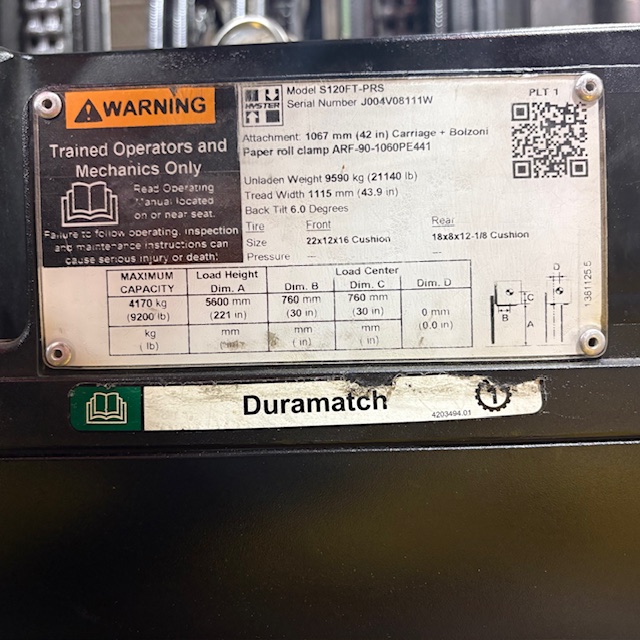 WARNING
Trained Operators and
Mechanics Only
Read Operating
Manual located
on or near seat.
Failure to follow operating, inspection
and maintenance instructions can
cause serious injury or death!
HYSTER
Model S120FT-PRS
Serial Number J004V08111W
PLT 1
Attachment: 1067 mm (42 in) Carriage + Bolzoni
Paper roll clamp ARF-90-1060PE441
Unladen Weight 9590 kg (21140 lb)
Tread Width 1115 mm (43.9 in)
Back Tilt 6.0 Degrees
Tire Front Rear
Size 22x12x16 Cushion 18x8x12-1/8 Cushion
Pressure -- --
MAXIMUM CAPACITY Load Height Dim. A Load Center Dim. B Dim. C Dim. D
4170 kg 5600 mm 760 mm 760 mm 0 mm
(9200 lb) (221 in) (30 in) (30 in) (0.0 in)
kg mm mm mm
(lb) (in) (in)
D
C
B
A
1381125.5
Duramatch
1
4203494.01